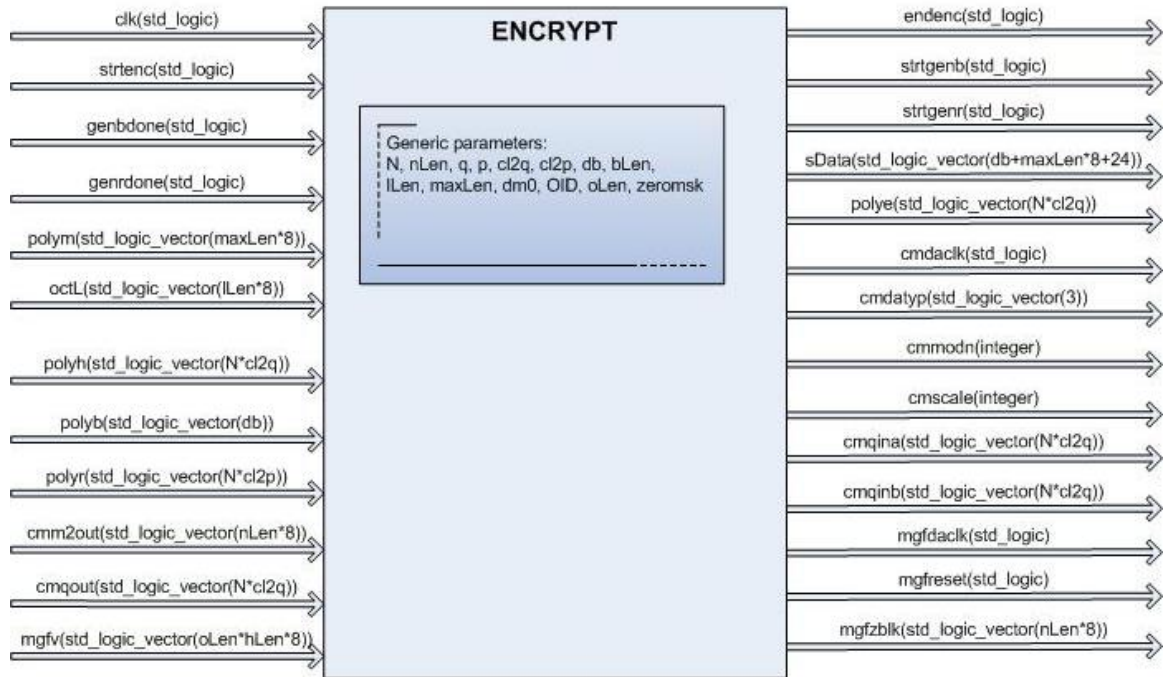 clk(std_logic)
strtenc(std_logic)
genbdone(std_logic)
genrdone(std_logic)
polym(std_logic_vector(maxLen*8))
octL(std_logic_vector(lLen*8))
polyh(std_logic_vector(N*cl2q))
polyb(std_logic_vector(db))
polyr(std_logic_vector(N*cl2p))
cmm2out(std_logic_vector(nLen*8))
cmqout(std_logic_vector(N*cl2q))
mgfv(std_logic_vector(oLen*hLen*8))
ENCRYPT
Generic parameters:
N, nLen, q, p, cl2q, cl2p, db, bLen,
lLen, maxLen, dm0, OID, oLen, zeromsk
endenc(std_logic)
strtgenb(std_logic)
strtgenr(std_logic)
sData(std_logic_vector(db+maxLen*8+24))
polye(std_logic_vector(N*cl2q))
cmdaclk(std_logic)
cmdatyp(std_logic_vector(3))
cmmodn(integer)
cmscale(integer)
cmqina(std_logic_vector(N*cl2q))
cmqinb(std_logic_vector(N*cl2q))
mgfdaclk(std_logic)
mgfreset(std_logic)
mgfzblk(std_logic_vector(nLen*8))